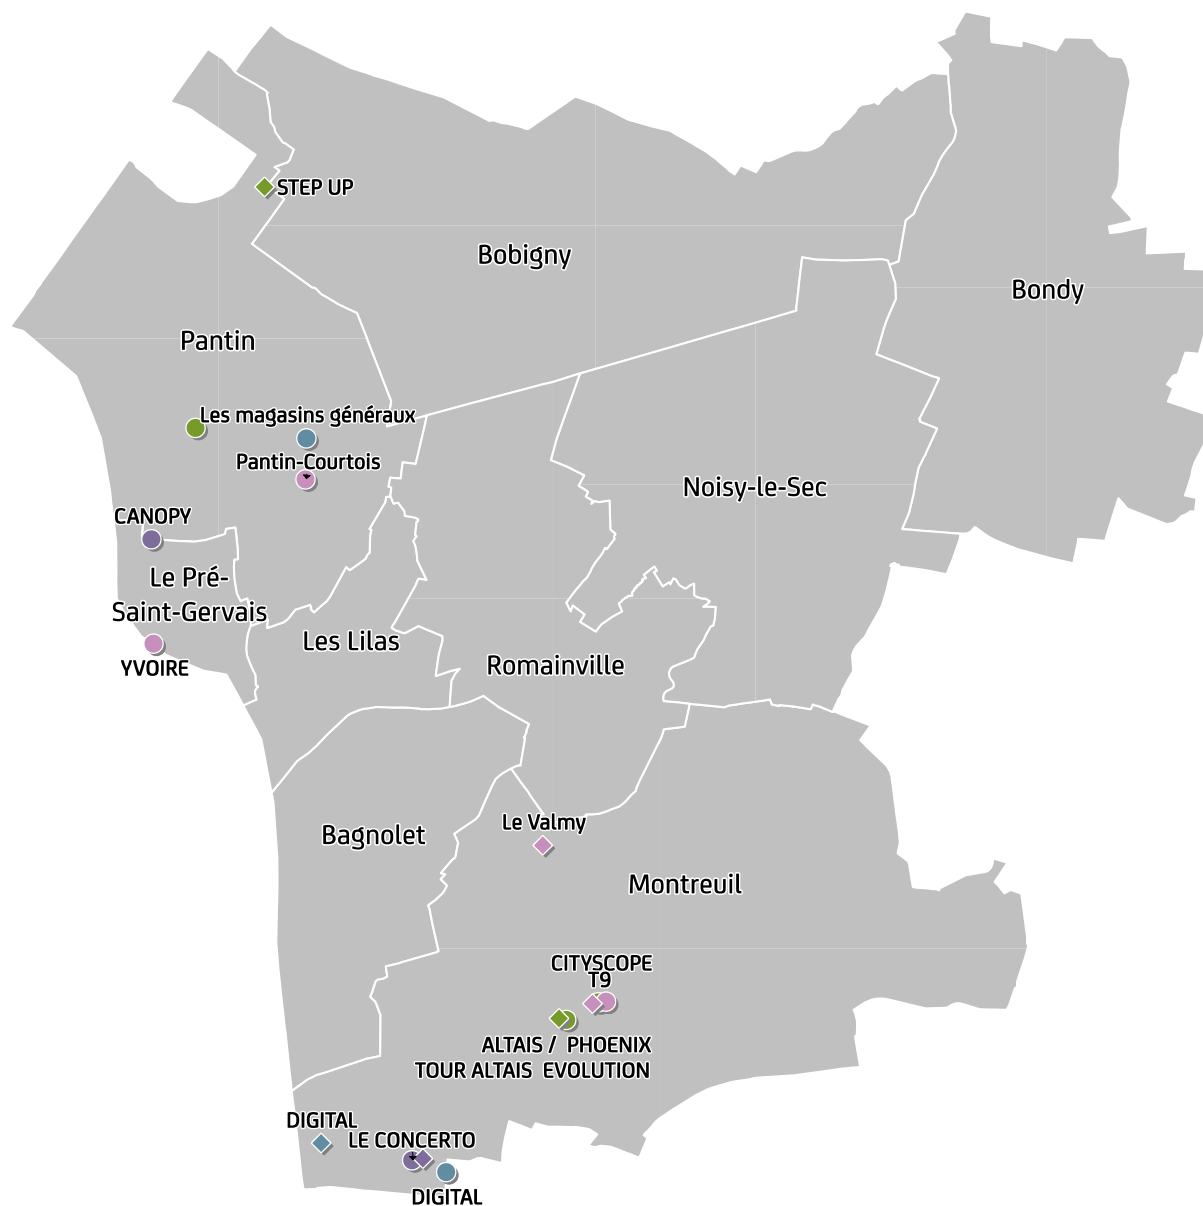 STEP UP
Bobigny
Bondy
Pantin
Les magasins généraux
Pantin-Courtois
Noisy-le-Sec
CANOPY
Le Pré-
Saint-Gervais
Les Lilas
YVOIRE
Romainville
Le Valmy
Bagnolet
Montreuil
CITYSCOPE
T9
ALTAIS / PHOENIX
TOUR ALTAIS EVOLUTION
DIGITAL
LE CONCERTO
DIGITAL